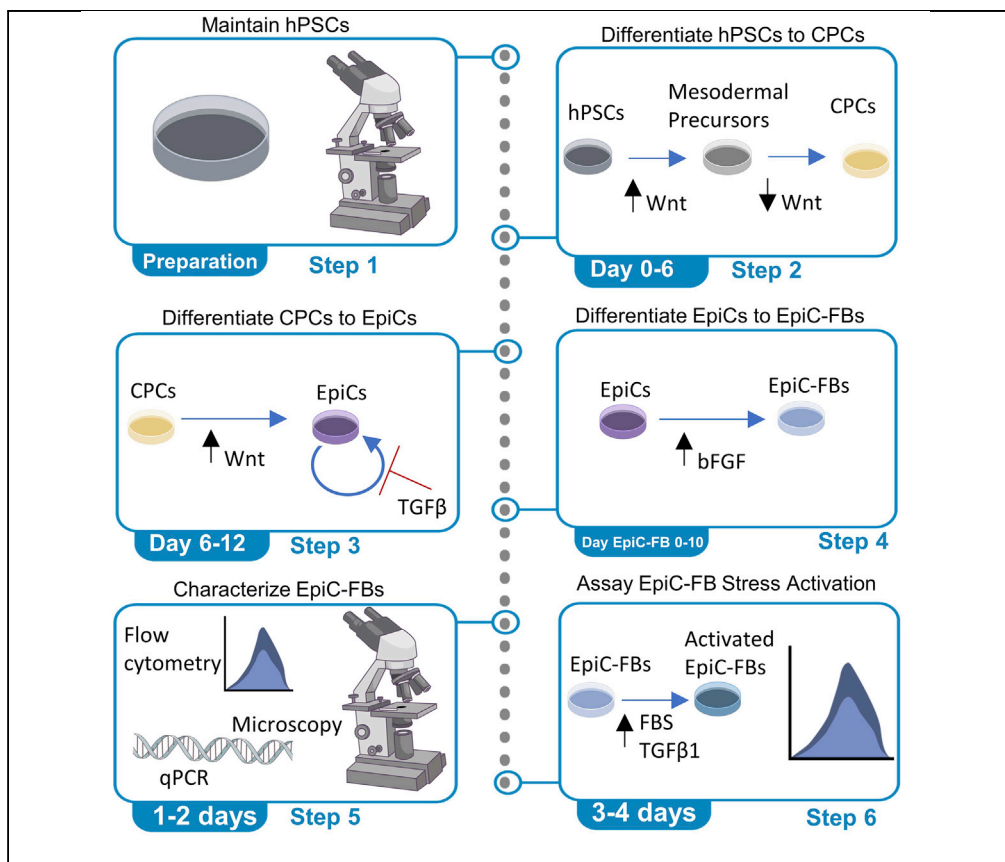 Maintain hPSCs
Preparation
Step 1
Differentiate hPSCs to CPCs
hPSCs
Mesodermal
Precursors
CPCs
Wnt
Wnt
Day 0-6
Step 2
Differentiate CPCs to EpiCs
CPCs
EpiCs
Wnt
TGFβ
Day 6-12
Step 3
Differentiate EpiCs to EpiC-FBs
EpiCs
EpiC-FBs
bFGF
Day EpiC-FB 0-10
Step 4
Characterize EpiC-FBs
Flow
cytometry
Microscopy
qPCR
1-2 days
Step 5
Assay EpiC-FB Stress Activation
EpiC-FBs
Activated
EpiC-FBs
FBS
TGFβ1
3-4 days
Step 6